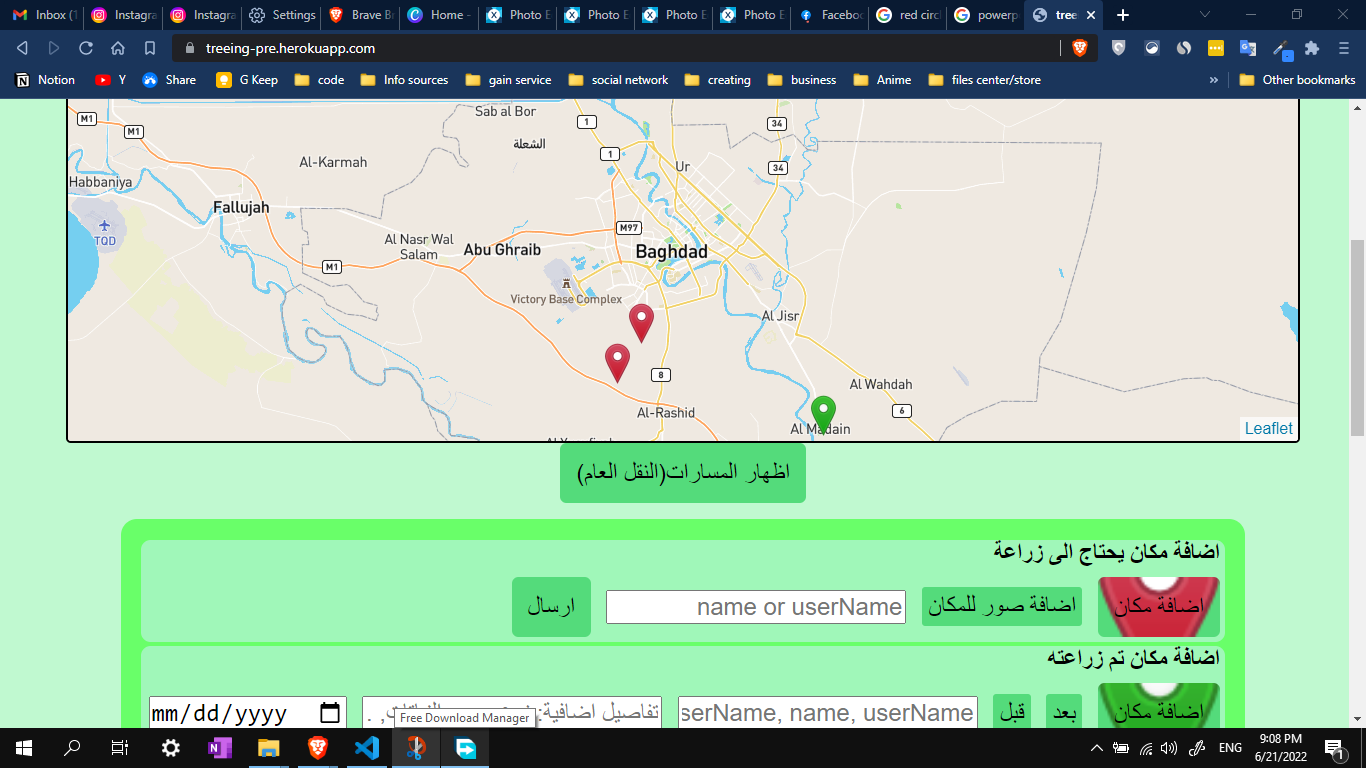 Inbox (1
Instagra
Instagra
Settings
Brave Br
Home -
Photo E
Photo E
Photo E
Photo E
Facebo
red circ
powerp
tree
treeing-pre.herokuapp.com
Notion
Y
Share
G Keep
code
Info sources
gain service
social network
creating
business
Anime
files center/store
»
Other bookmarks
M1
M1
Sab al Bor
1
34
الشعلة
Al-Karmah
1
Ur
34
Habbaniya
Fallujah
TQD
Al Nasr Wal
Salam
Abu Ghraib
M97
Baghdad
M1
Victory Base Complex
Al Jisr
8
Al Wahdah
Al-Rashid
6
Al Madain
Leaflet
اظهار المسارات(النقل العام)
اضافة مكان يحتاج الى زراعة
اضافة مكان
اضافة صور للمكان
name or userName
ارسال
اضافة مكان تم زراعته
اضافة مكان
بعد
قبل
serName, name, userName
تفاصيل اضافية:
mm/dd/yyyy
Free Download Manager
ENG
9:08 PM
6/21/2022
1